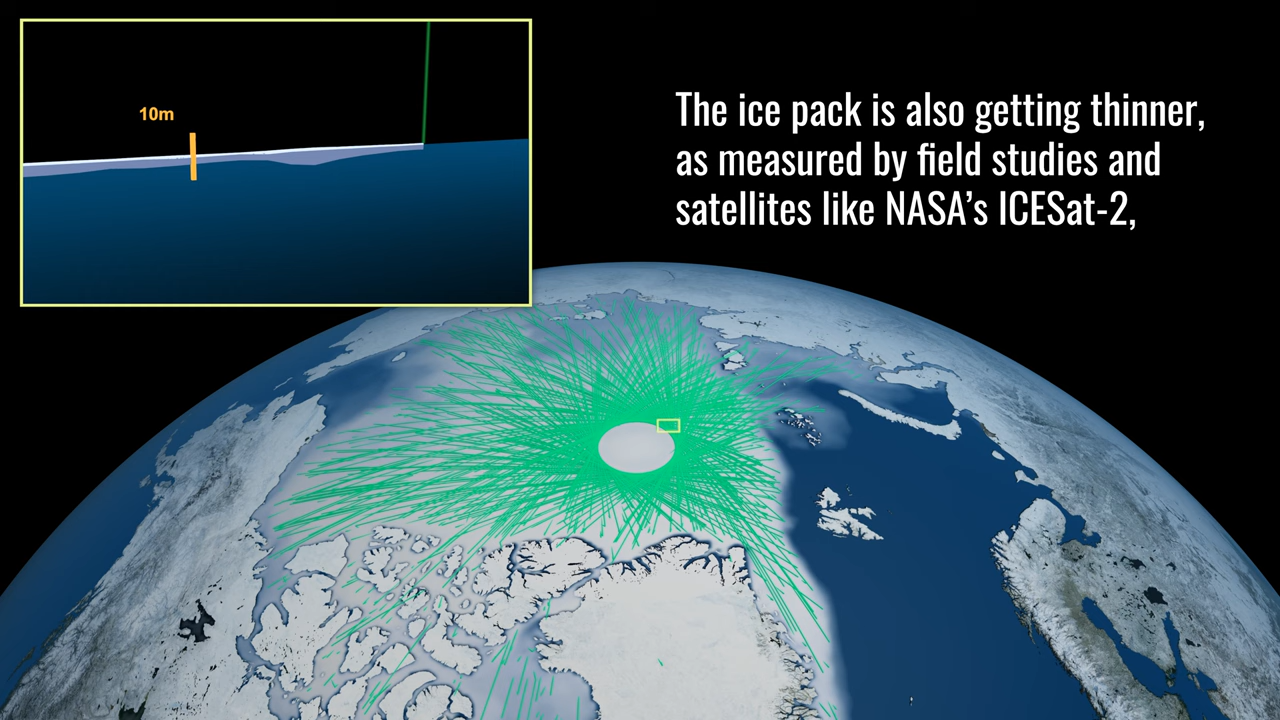 10m
The ice pack is also getting thinner,
as measured by field studies and
satellites like NASA’s ICESat-2,